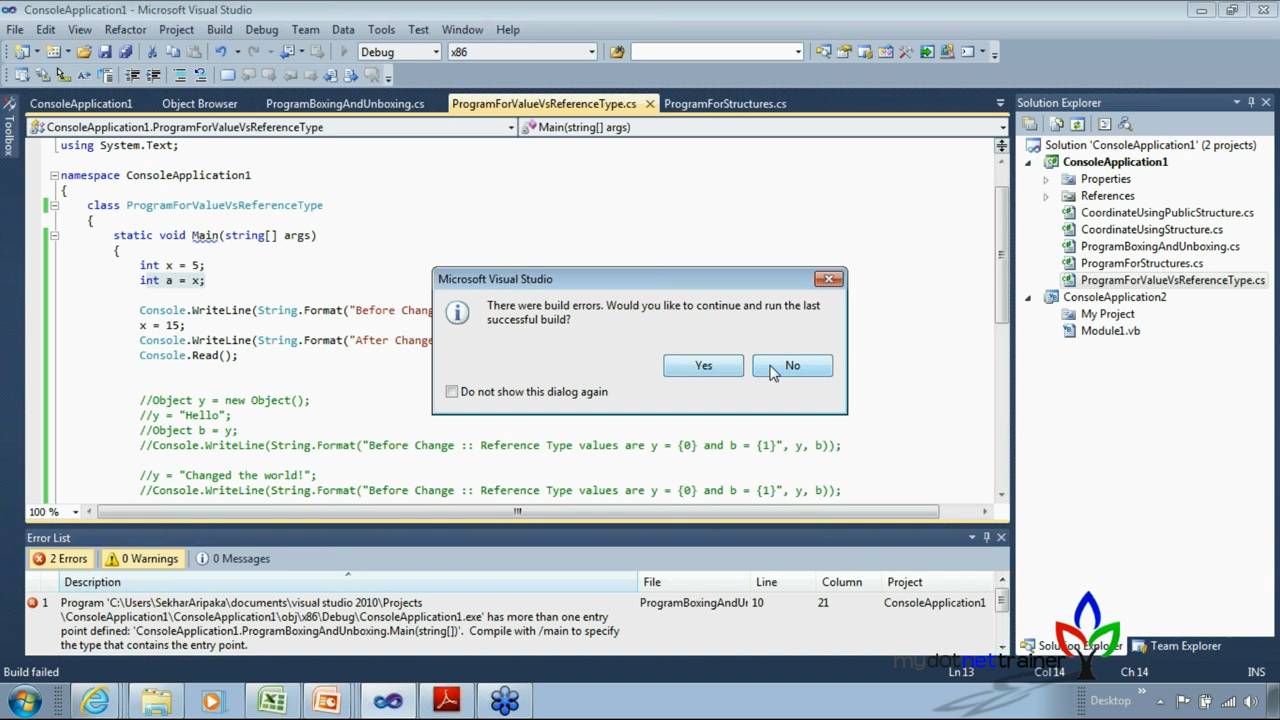 ConsoleApplication1 - Microsoft Visual Studio
File Edit View Refactor Project Build Debug Team Data Tools Test Window Help
Debug x86
ConsoleApplication1 Object Browser ProgramBoxingAndUnboxing.cs ProgramForValueVsReferenceType.cs ProgramForStructures.cs
ConsoleApplication1.ProgramForValueVsReferenceType Main(string[] args)
Toolbox
using System.Text;
namespace ConsoleApplication1
{
class ProgramForValueVsReferenceType
{
static void Main(string[] args)
{
int x = 5;
int a = x;
Console.WriteLine(String.Format("Before Chang
x = 15;
Console.WriteLine(String.Format("After Change
Console.Read();
//Object y = new Object();
//y = "Hello";
//Object b = y;
//Console.WriteLine(String.Format("Before Change :: Reference Type values are y = {0} and b = {1}", y, b));
//y = "Changed the world!";
//Console.WriteLine(String.Format("Before Change :: Reference Type values are y = {0} and b = {1}", y, b));
100 %
Microsoft Visual Studio
There were build errors. Would you like to continue and run the last
successful build?
Yes No
Do not show this dialog again
Solution Explorer
Solution 'ConsoleApplication1' (2 projects)
ConsoleApplication1
Properties
References
CoordinateUsingPublicStructure.cs
CoordinateUsingStructure.cs
ProgramBoxingAndUnboxing.cs
ProgramForStructures.cs
ProgramForValueVsReferenceType.cs
ConsoleApplication2
My Project
Module1.vb
Error List
2 Errors 0 Warnings 0 Messages
Description File Line Column Project
1 Program 'C:\Users\SekharAripaka\documents\visual studio 2010\Projects ProgramBoxingAndUn 10 21 ConsoleApplication1
\ConsoleApplication1\ConsoleApplication1\obj\x86\Debug\ConsoleApplication1.exe' has more than one entry
point defined: 'ConsoleApplication1.ProgramBoxingAndUnboxing.Main(string[])'. Compile with /main to specify
the type that contains the entry point.
Solution Explorer Team Explorer
mydotnettrainer
Build failed Ln 13 Col 14 Ch 14 INS
Desktop